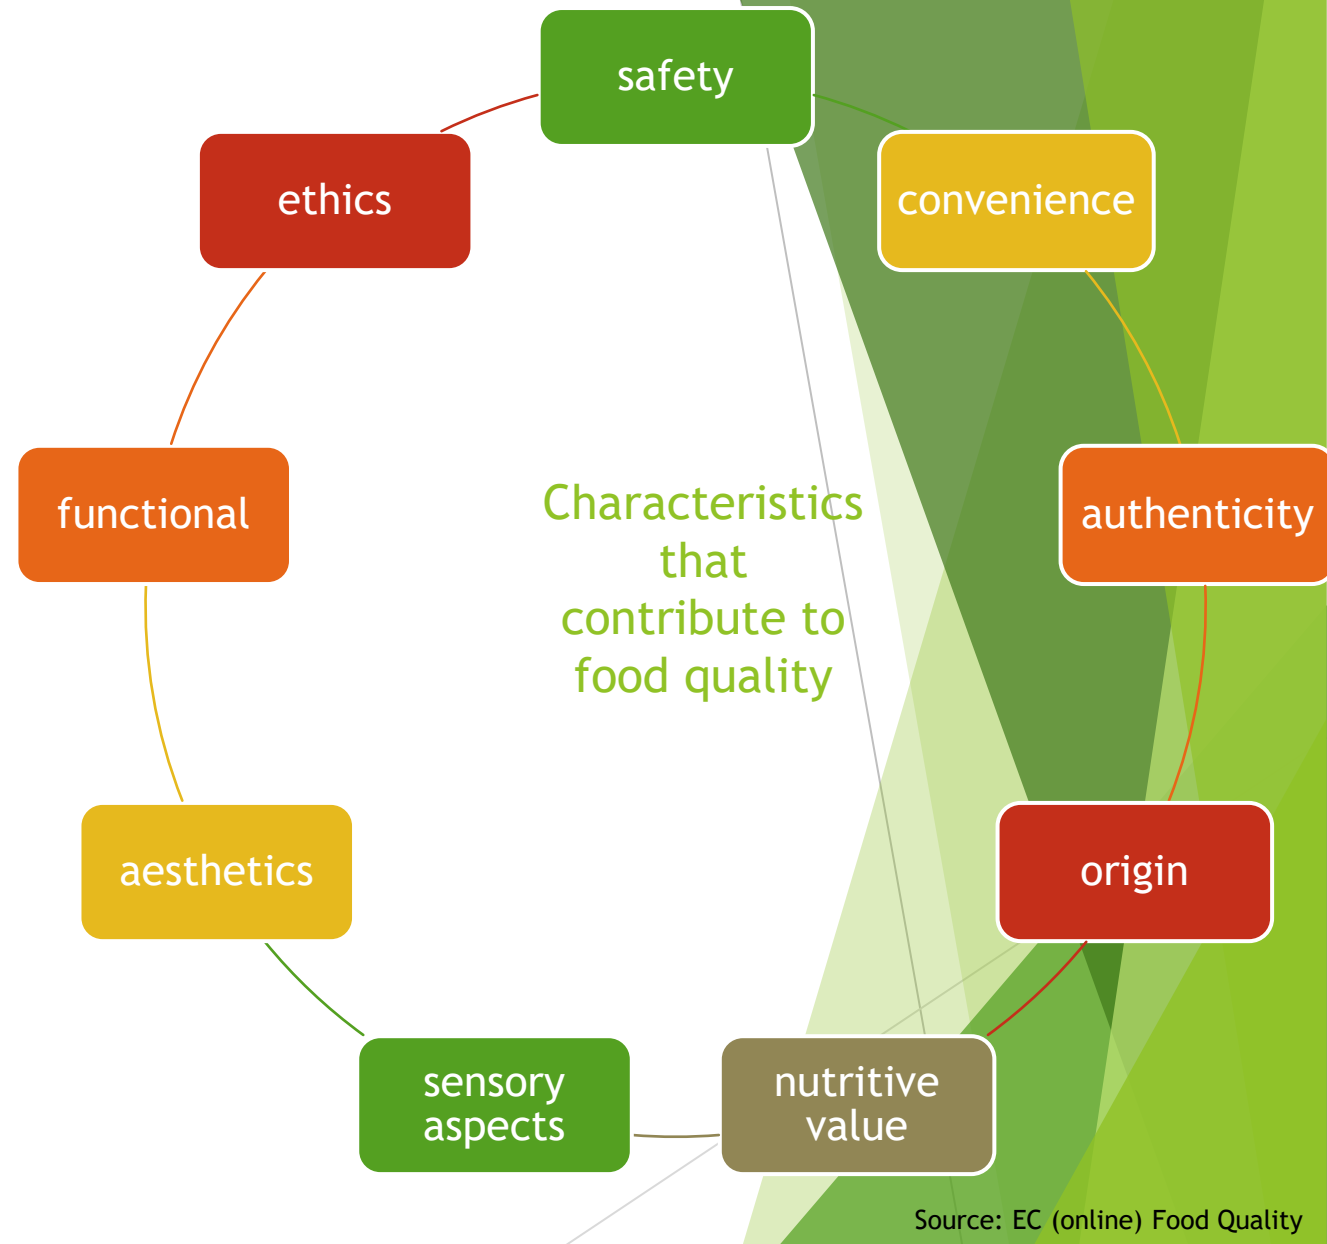 safety
convenience
authenticity
origin
nutritive
value
sensory
aspects
aesthetics
functional
ethics
Characteristics
that
contribute to
food quality
Source: EC (online) Food Quality